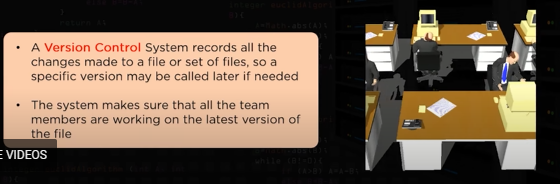 • A Version Control System records all the
changes made to a file or set of files, so a
specific version may be called later if needed
• The system makes sure that all the team
members are working on the latest version of
the file
E VIDEOS